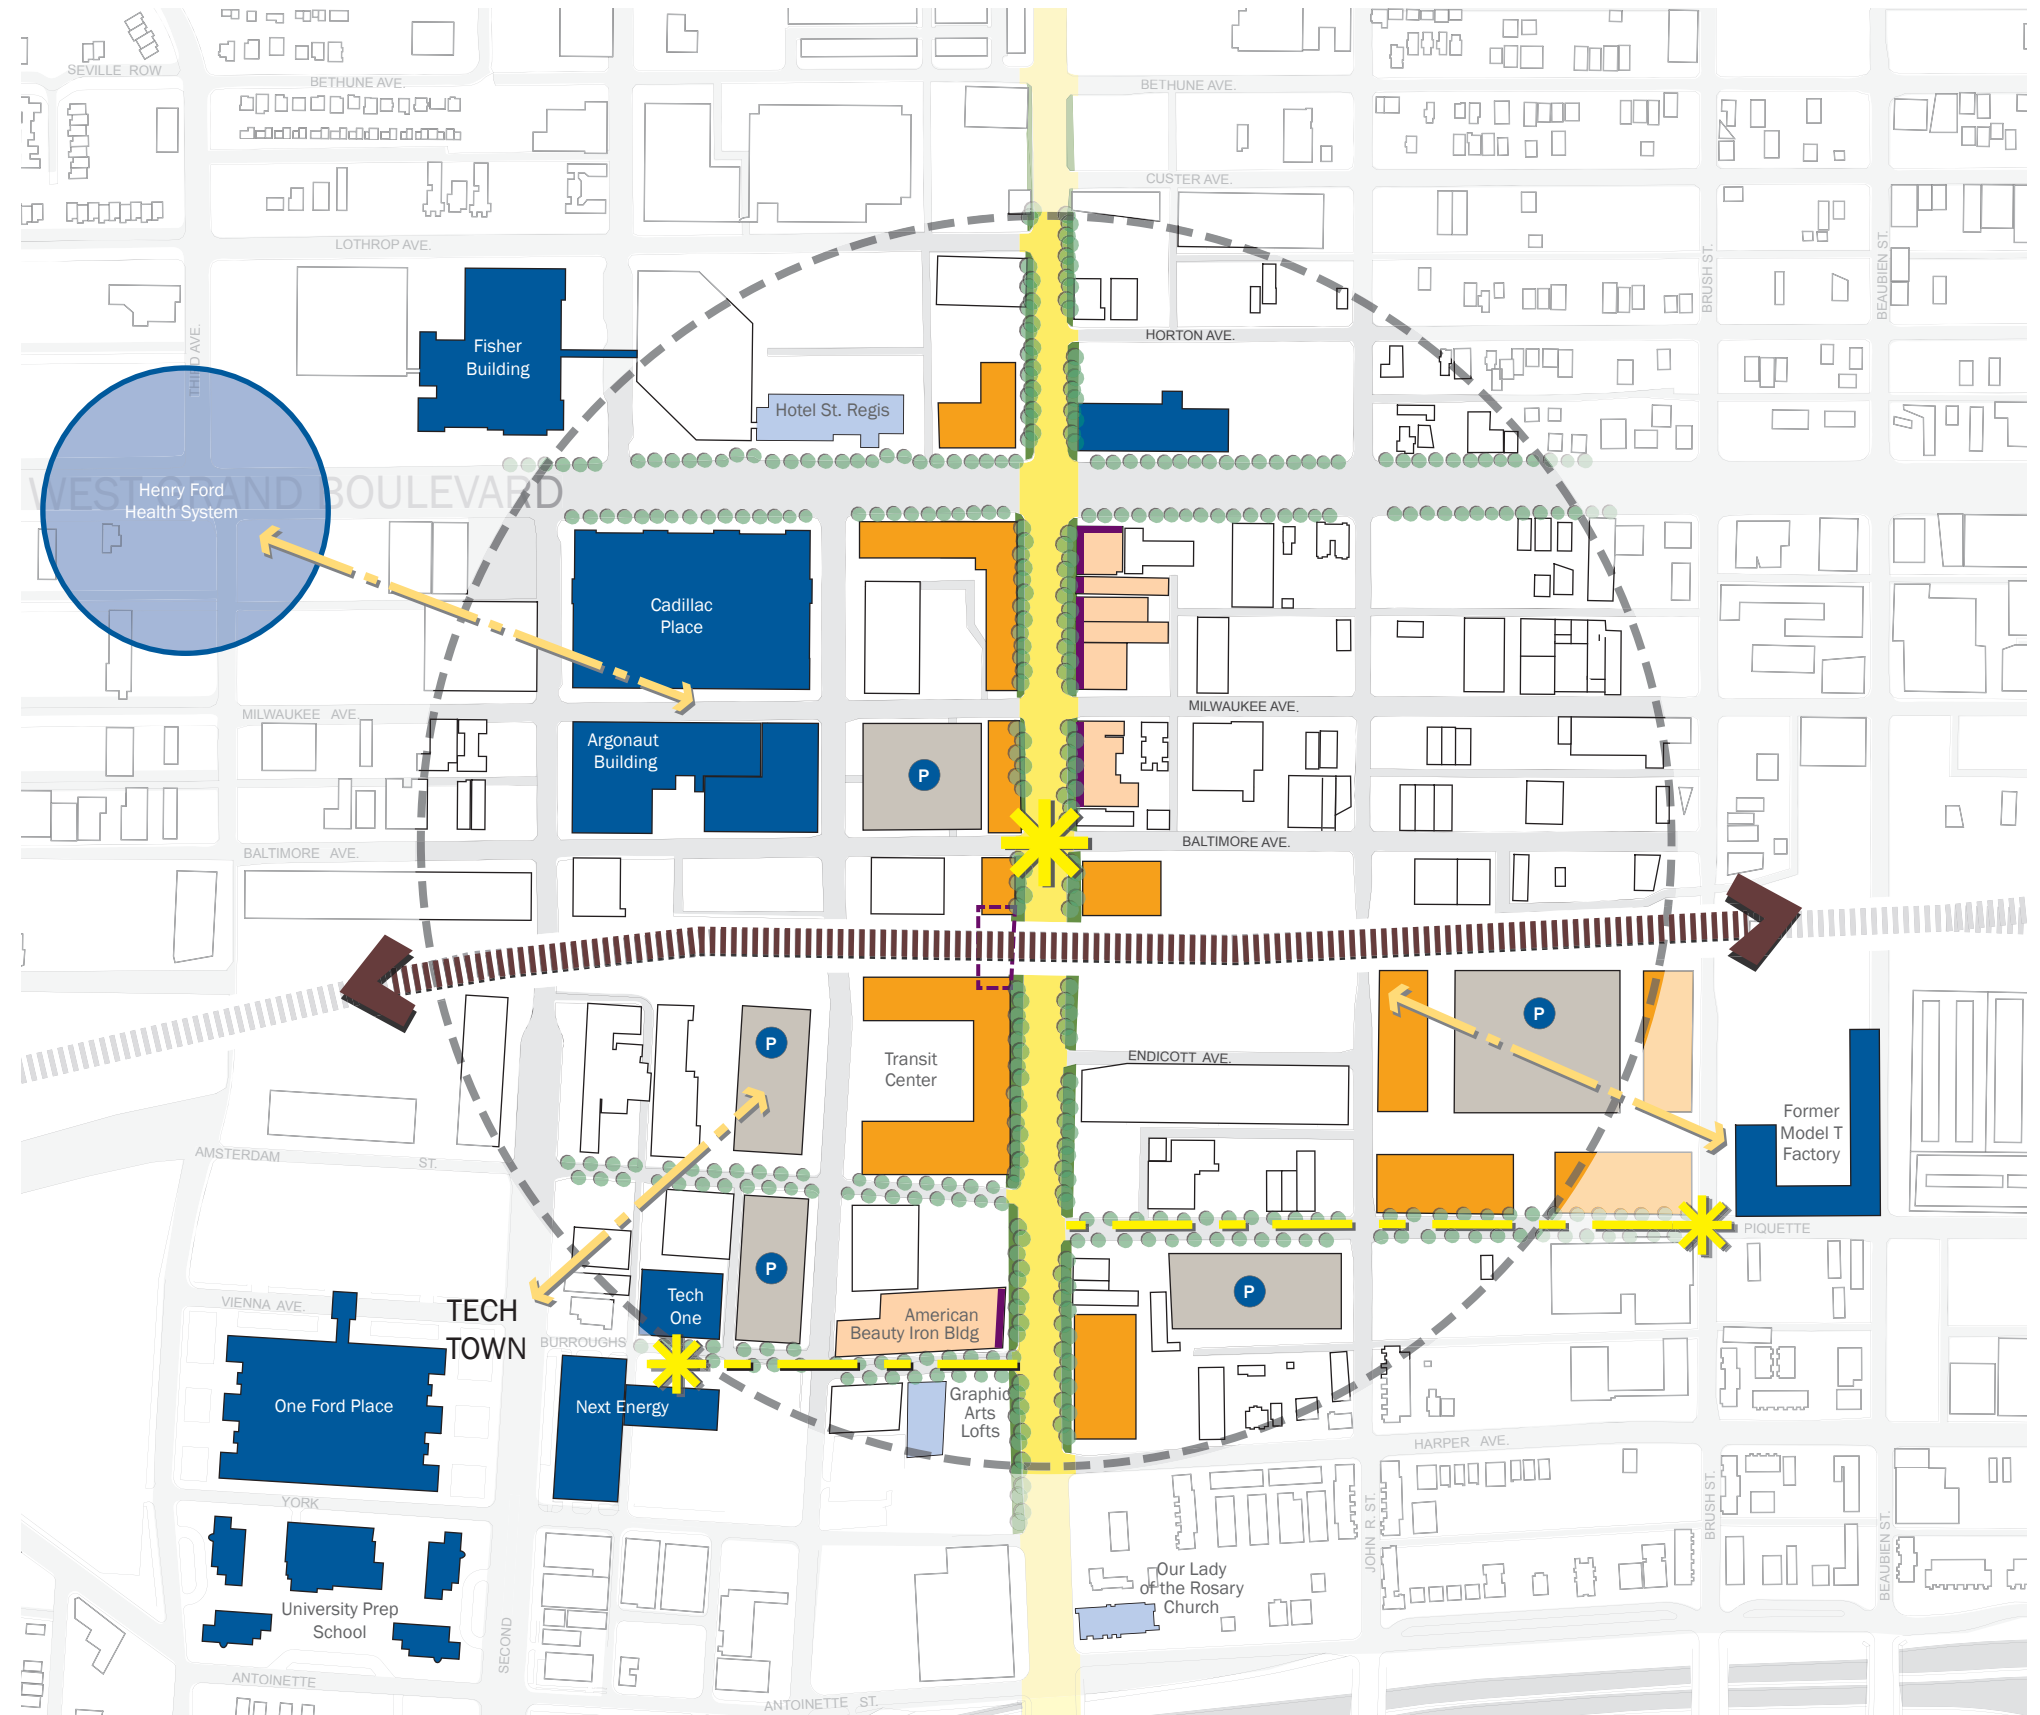 SEVILLE ROW
BETHUNE AVE.
BETHUNE AVE.
CUSTER AVE.
LOTHROP AVE.
THIRD AVE.
BRUSH ST.
BEAUBIEN ST.
HORTON AVE.
Fisher
Building
Hotel St. Regis
WEST GRAND BOULEVARD
Henry Ford
Health System
Cadillac
Place
MILWAUKEE AVE.
MILWAUKEE AVE.
Argonaut
Building
P
BALTIMORE AVE.
BALTIMORE AVE.
P
P
Transit
Center
ENDICOTT AVE.
Former
Model T
Factory
AMSTERDAM ST.
PIQUETTE
P
P
TECH
TOWN
Tech
One
VIENNA AVE.
BURROUGHS
American
Beauty Iron Bldg
One Ford Place
Next Energy
Graphic
Arts
Lofts
HARPER AVE.
YORK
JOHN R. ST.
BRUSH ST.
BEAUBIEN ST.
Our Lady
of the Rosary
Church
University Prep
School
SECOND
ANTOINETTE
ANTOINETTE ST.